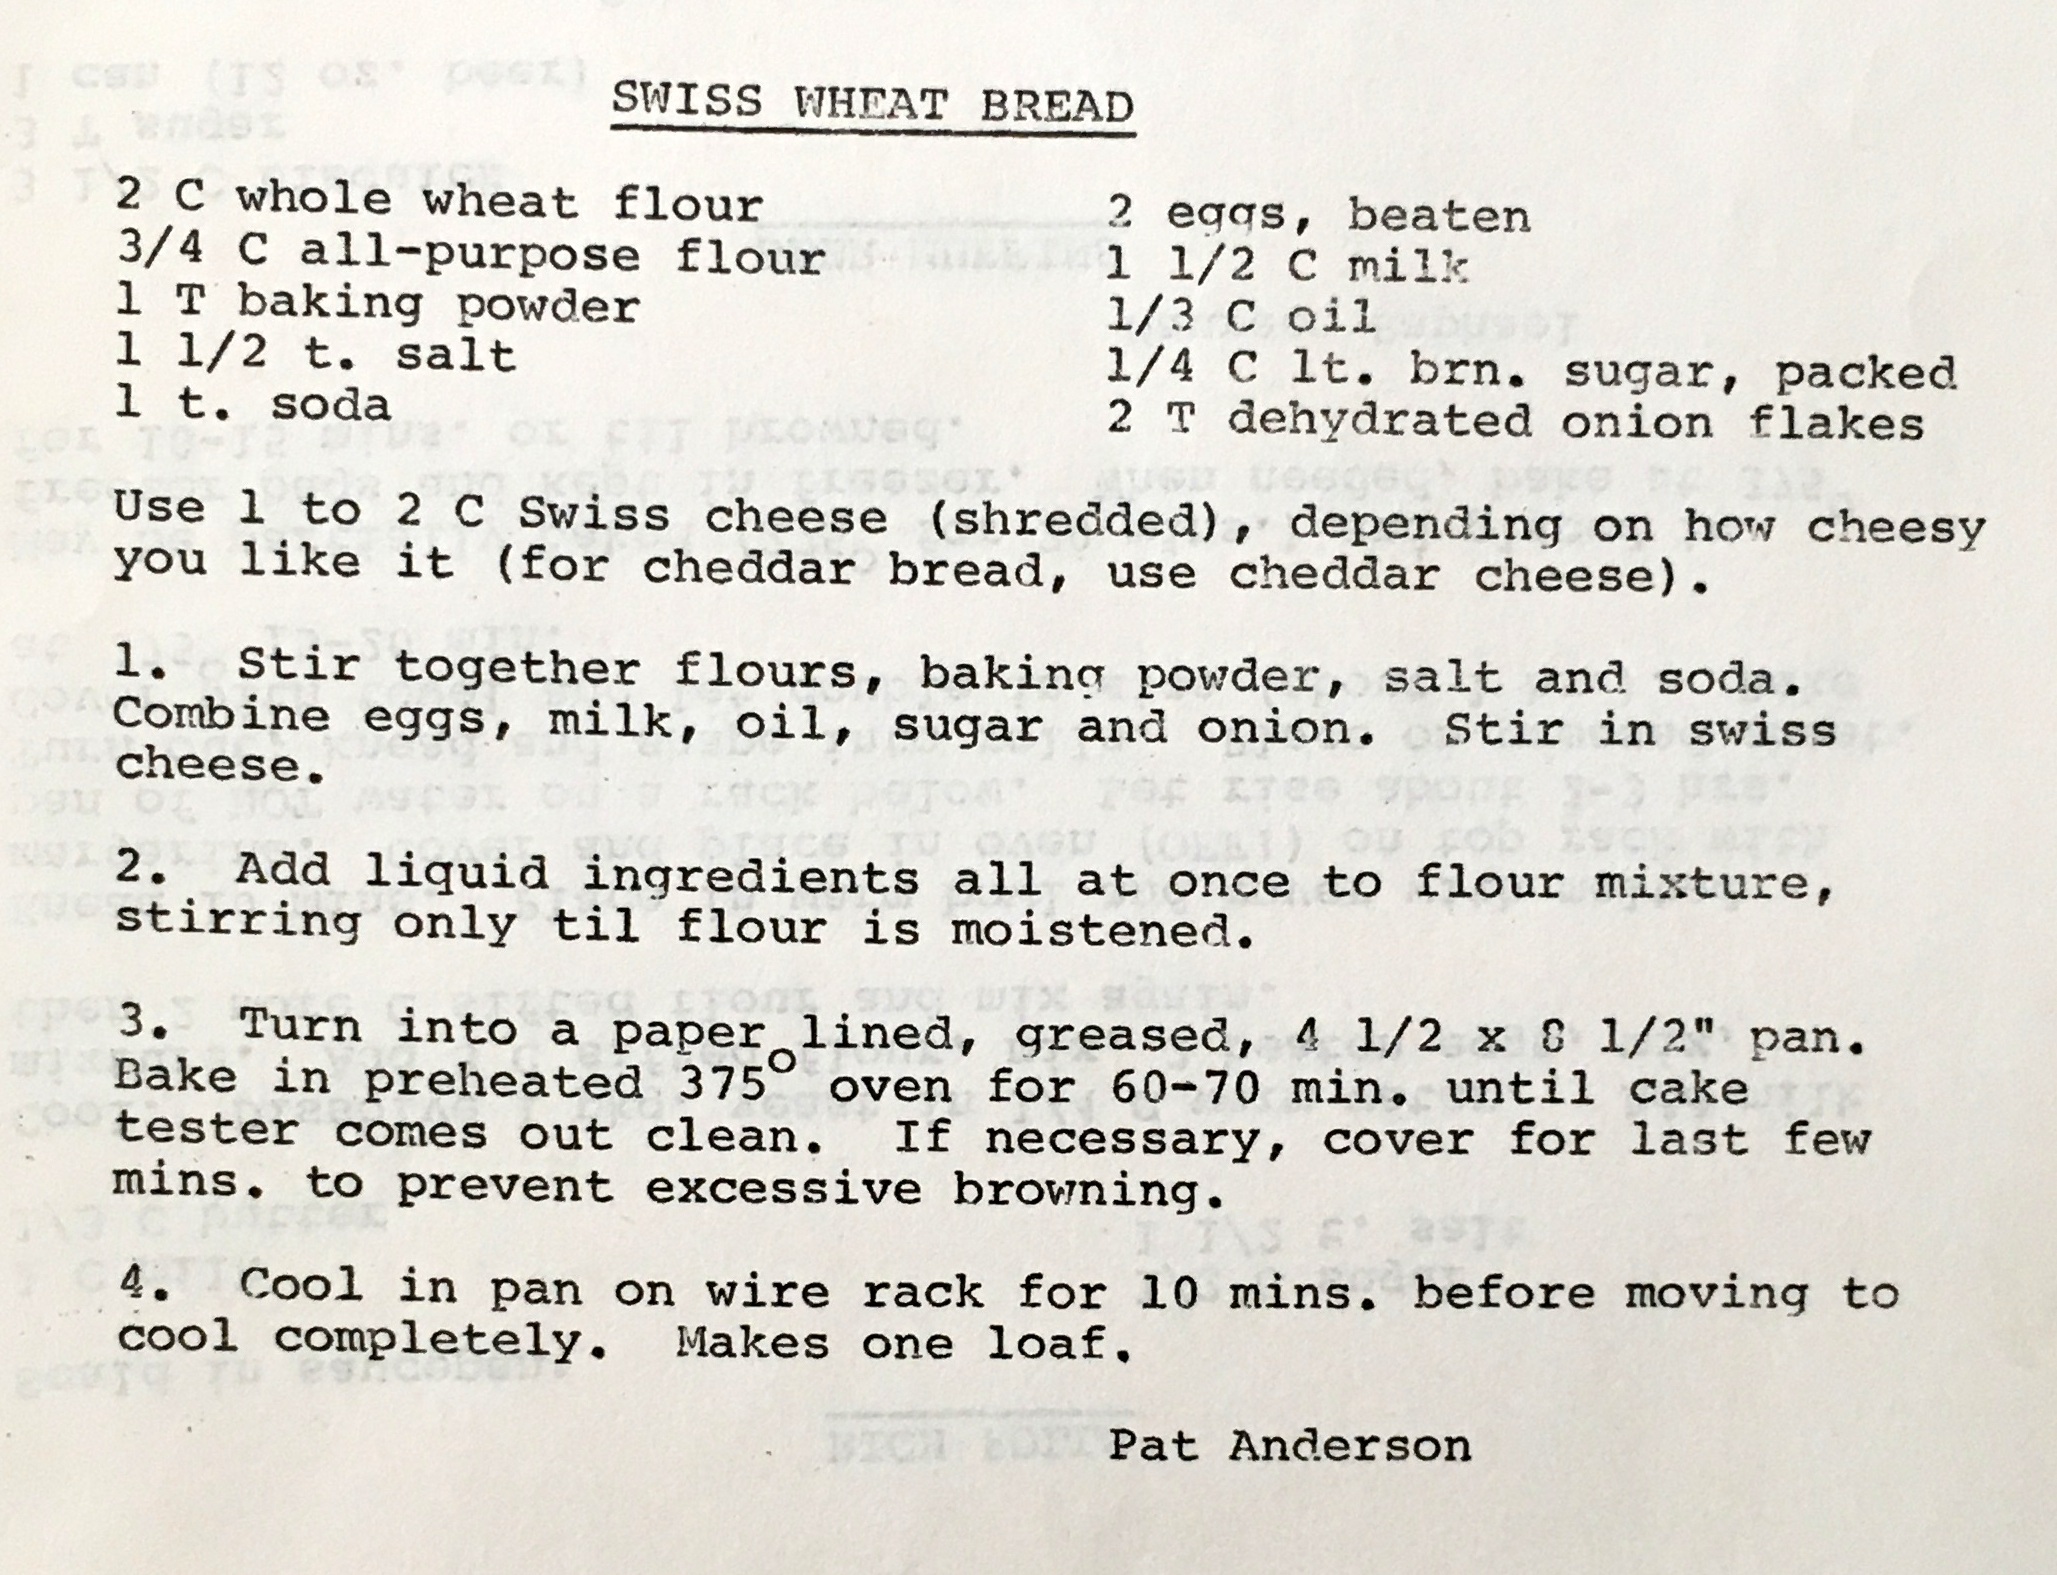 SWISS WHEAT BREAD
2 C whole wheat flour
3/4 C all-purpose flour
1 T baking powder
1 1/2 t. salt
1 t. soda
2 eggs, beaten
1 1/2 C milk
1/3 C oil
1/4 C lt. brn. sugar, packed
2 T dehydrated onion flakes
Use 1 to 2 C Swiss cheese (shredded), depending on how cheesy
you like it (for cheddar bread, use cheddar cheese).
1. Stir together flours, baking powder, salt and soda.
Combine eggs, milk, oil, sugar and onion. Stir in swiss
cheese.
2. Add liquid ingredients all at once to flour mixture,
stirring only til flour is moistened.
3. Turn into a paper lined, greased, 4 1/2 x 8 1/2" pan.
Bake in preheated 375° oven for 60-70 min. until cake
tester comes out clean. If necessary, cover for last few
mins. to prevent excessive browning.
4. Cool in pan on wire rack for 10 mins. before moving to
cool completely. Makes one loaf.
Pat Anderson